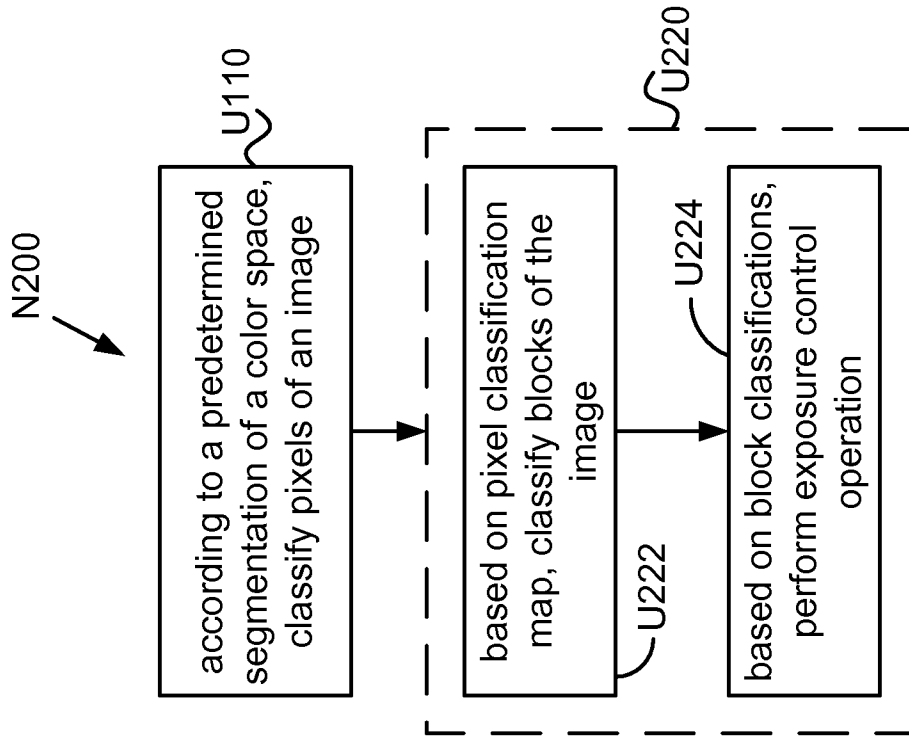 N200
U110
according to a predetermined
segmentation of a color space,
classify pixels of an image
U220
based on pixel classification
map, classify blocks of the
image
U222
U224
based on block classifications,
perform exposure control
operation